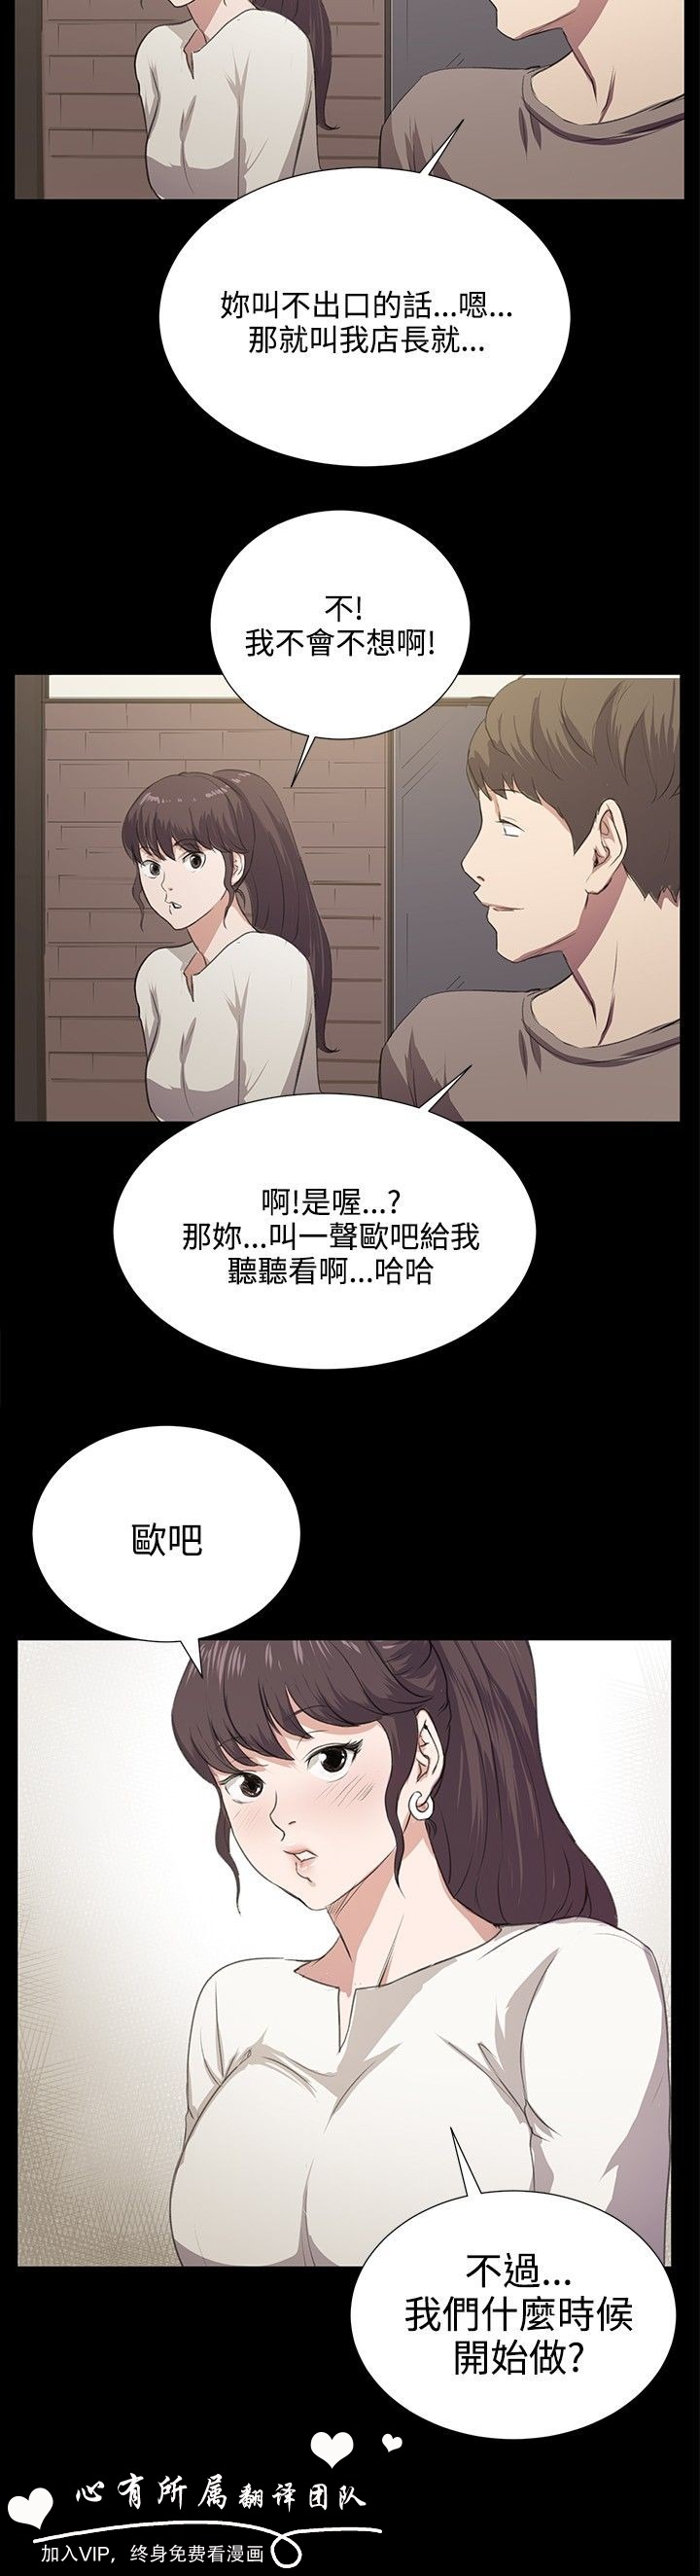 妳叫不出口的話...嗯...
那就叫我店長就...
不!
我不會不想啊!
啊!是喔...?
那妳...叫一聲歐吧給我
聽聽看啊...哈哈
歐吧
不過...
我們什麼時候
開始做?
心有所属翻译团队
加入VIP，终身免费看漫画